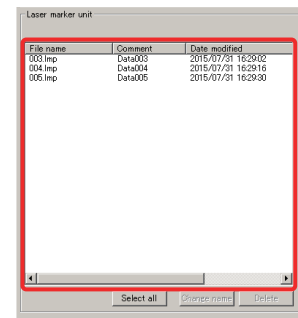 Laser marker unit
File name Comment Date modified
003.lmp Data003 2015/07/31 16:29:02
004.lmp Data004 2015/07/31 16:29:16
005.lmp Data005 2015/07/31 16:29:30
Select all Change name Delete